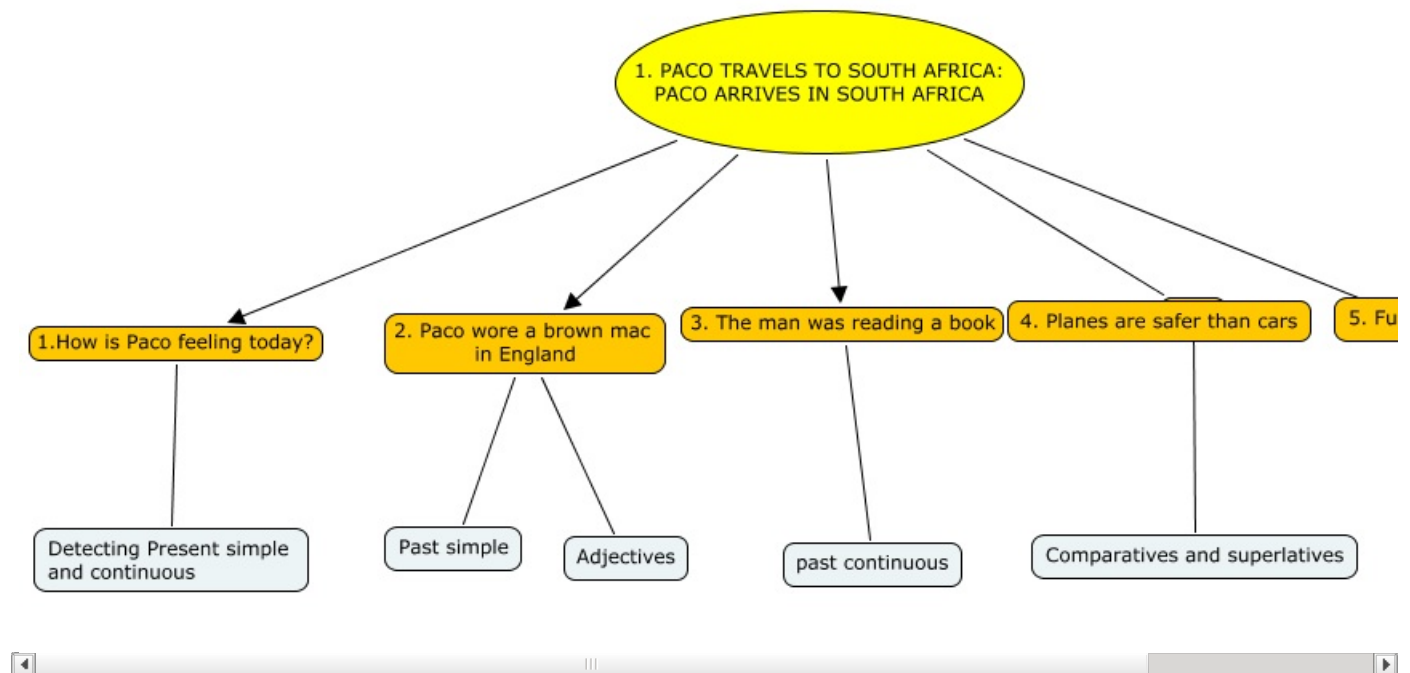 1. PACO TRAVELS TO SOUTH AFRICA:
PACO ARRIVES IN SOUTH AFRICA
1.How is Paco feeling today?
2. Paco wore a brown mac
in England
3. The man was reading a book
4. Planes are safer than cars
5. Fu
Detecting Present simple
and continuous
Past simple
Adjectives
past continuous
Comparatives and superlatives